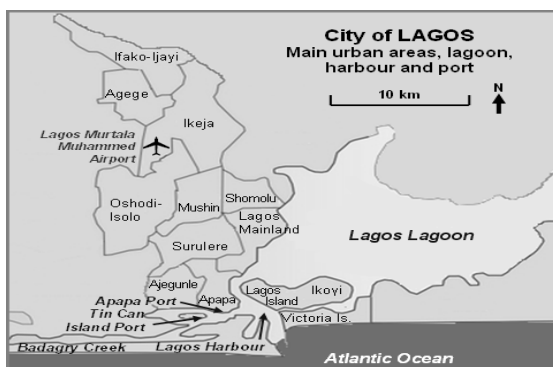 City of LAGOS
Main urban areas, lagoon,
harbour and port
10 km
N
Ifako-Ijayi
Agege
Ikeja
Lagos Murtala
Muhammed
Airport
Oshodi-
Isolo
Mushin
Shomolu
Lagos
Mainland
Surulere
Lagos Lagoon
Ajegunle
Apapa
Lagos
Island
Ikoyi
Victoria Is.
Apapa Port
Tin Can
Island Port
Badagry Creek
Lagos Harbour
Atlantic Ocean